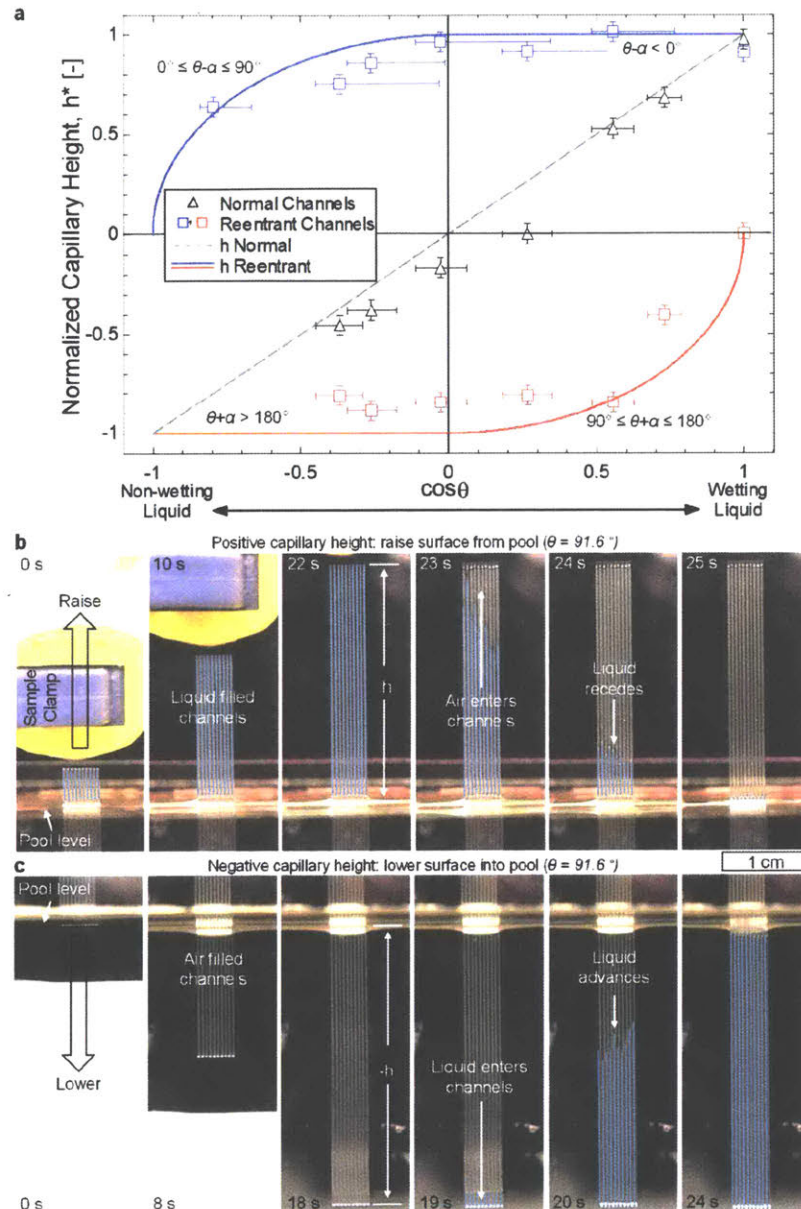 a
Normalized Capillary Height, h* [-]
1
0.5
0
-0.5
-1
0° ≤ θ-α ≤ 90°
θ-α < 0°
Normal Channels
Reentrant Channels
h Normal
h Reentrant
θ+α > 180°
90° ≤ θ+α ≤ 180°
-1
-0.5
0
0.5
1
Non-wetting
Liquid
COSθ
Wetting
Liquid
b
Positive capillary height: raise surface from pool (θ = 91.6 °)
0 s
10 s
22 s
23 s
24 s
25 s
Raise
Sample
Clamp
Pool level
Liquid filled
channels
h
Air enters
channels
Liquid
recedes
c
Negative capillary height: lower surface into pool (θ = 91.6 °)
1 cm
Pool level
Lower
Air filled
channels
-h
Liquid enters
channels
Liquid
advances
0 s
8 s
18 s
19 s
20 s
24 s